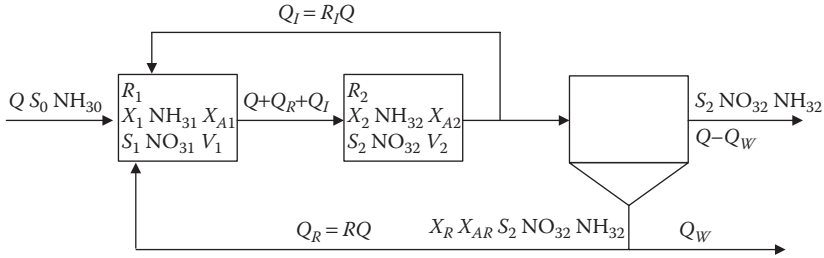 Q_I = R_I Q
Q S_0 NH_30
R_1
X_1 NH_31 X_A1
S_1 NO_31 V_1
Q+Q_R+Q_I
R_2
X_2 NH_32 X_A2
S_2 NO_32 V_2
S_2 NO_32 NH_32
Q–Q_W
Q_R = RQ
X_R X_AR S_2 NO_32 NH_32
Q_W